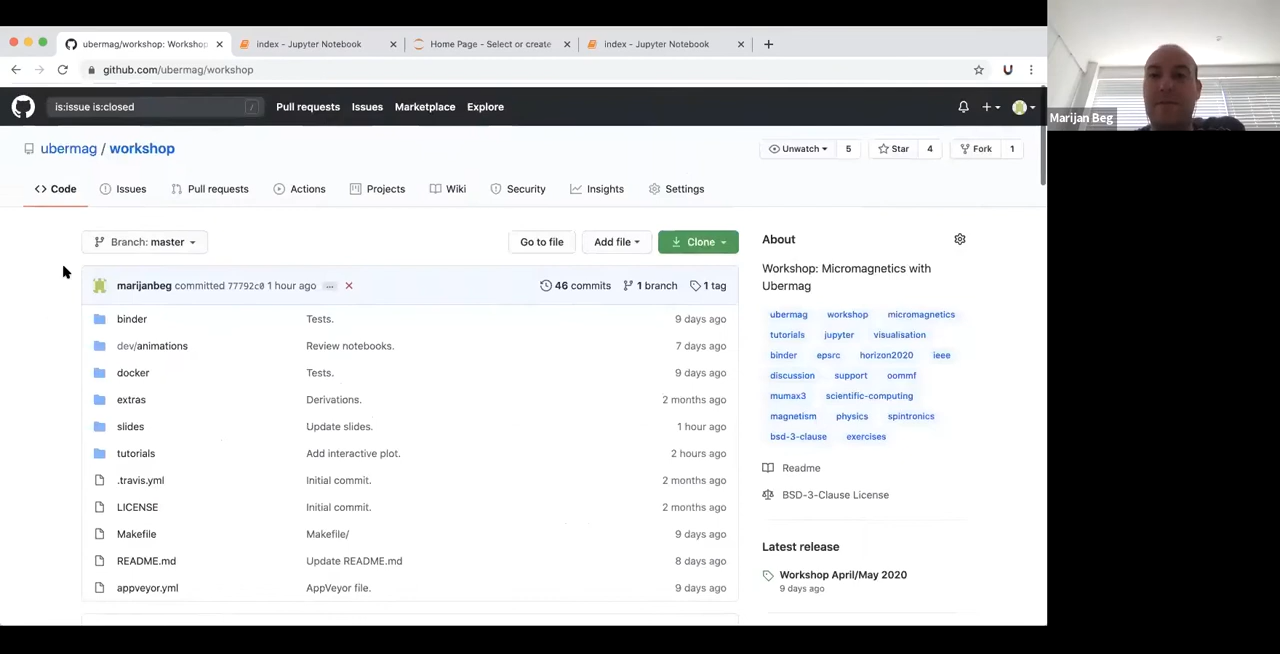 ubermag/workshop: Workshop
index - Jupyter Notebook
Home Page - Select or create
index - Jupyter Notebook
github.com/ubermag/workshop
is:issue is:closed
/
Pull requests
Issues
Marketplace
Explore
Marijan Beg
ubermag / workshop
Unwatch 5
Star 4
Fork 1
Code
Issues
Pull requests
Actions
Projects
Wiki
Security
Insights
Settings
Branch: master
Go to file
Add file
Clone
marijanbeg committed 77792c0 1 hour ago ...
46 commits
1 branch
1 tag
binder Tests. 9 days ago
dev/animations Review notebooks. 7 days ago
docker Tests. 9 days ago
extras Derivations. 2 months ago
slides Update slides. 1 hour ago
tutorials Add interactive plot. 2 hours ago
.travis.yml Initial commit. 2 months ago
LICENSE Initial commit. 2 months ago
Makefile Makefile/ 9 days ago
README.md Update README.md 8 days ago
appveyor.yml AppVeyor file. 9 days ago
About
Workshop: Micromagnetics with
Ubermag
ubermag workshop micromagnetics
tutorials jupyter visualisation
binder epsrc horizon2020 ieee
discussion support oommf
mumax3 scientific-computing
magnetism physics spintronics
bsd-3-clause exercises
Readme
BSD-3-Clause License
Latest release
Workshop April/May 2020
9 days ago